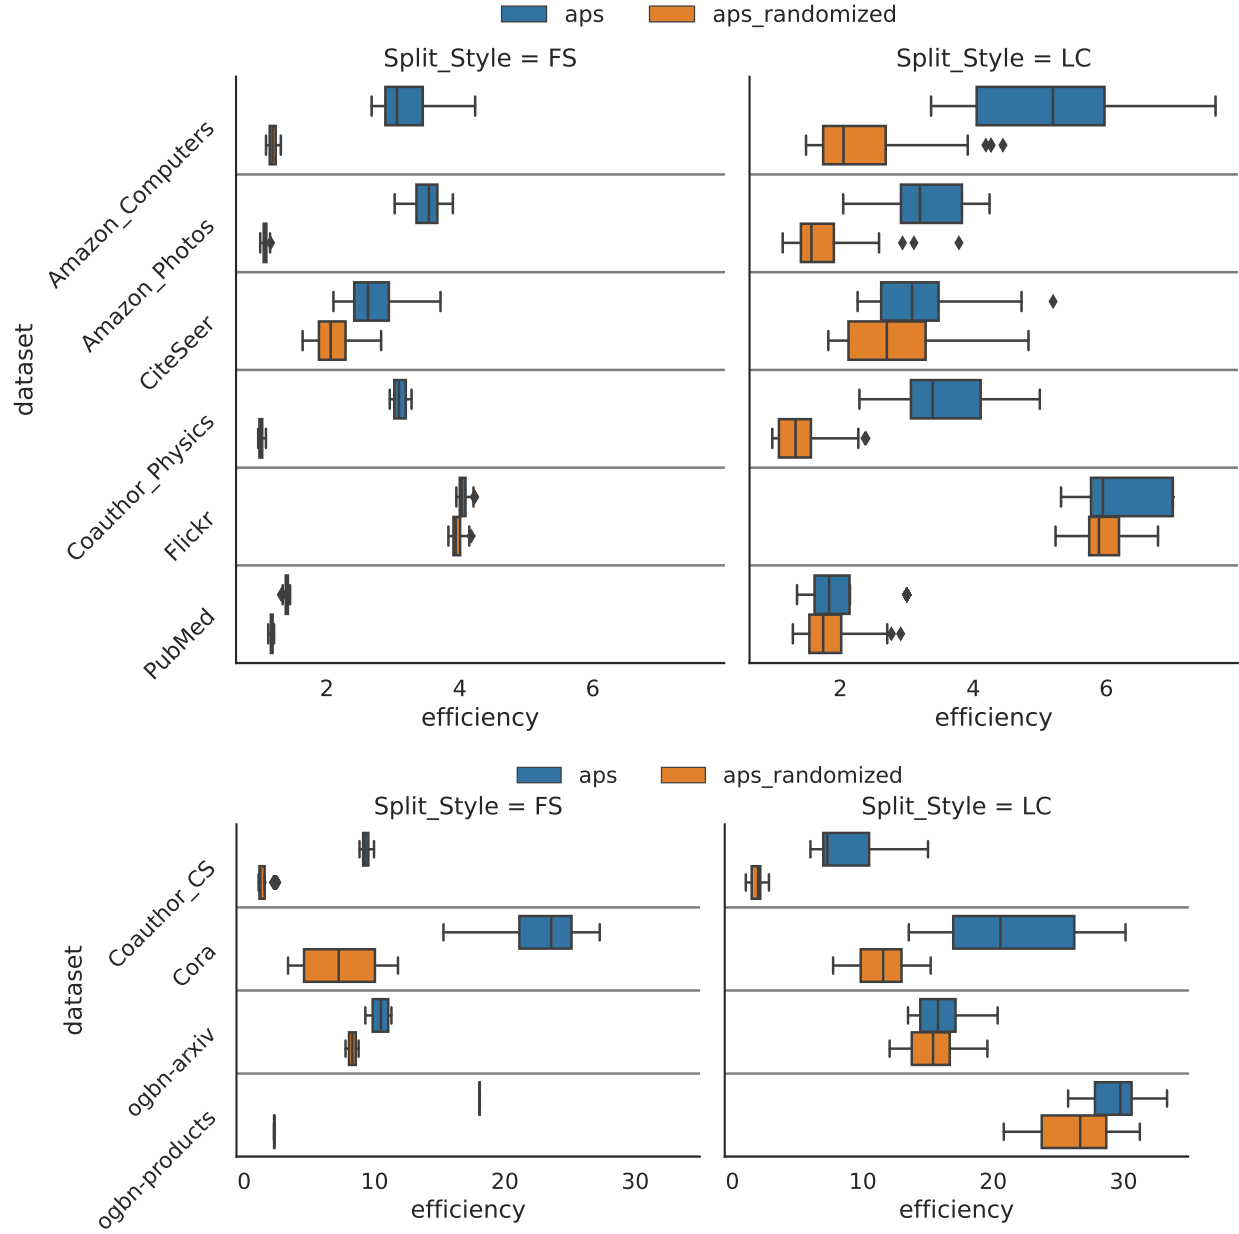 aps aps_randomized
Split_Style = FS Split_Style = LC
dataset
Amazon_Computers
Amazon_Photos
CiteSeer
Coauthor_Physics
Flickr
PubMed
2 4 6 2 4 6
efficiency efficiency
aps aps_randomized
Split_Style = FS Split_Style = LC
dataset
Coauthor_CS
Cora
ogbn-arxiv
ogbn-products
0 10 20 30 0 10 20 30
efficiency efficiency